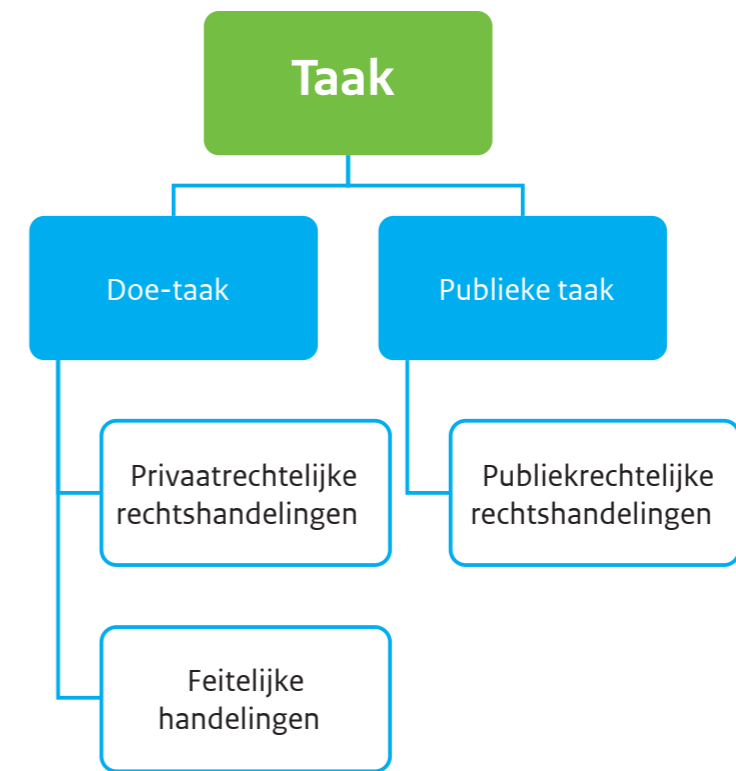 Taak
Doe-taak
Publieke taak
Privaatrechtelijke
rechtshandelingen
Publiekrechtelijke
rechtshandelingen
Feitelijke
handelingen